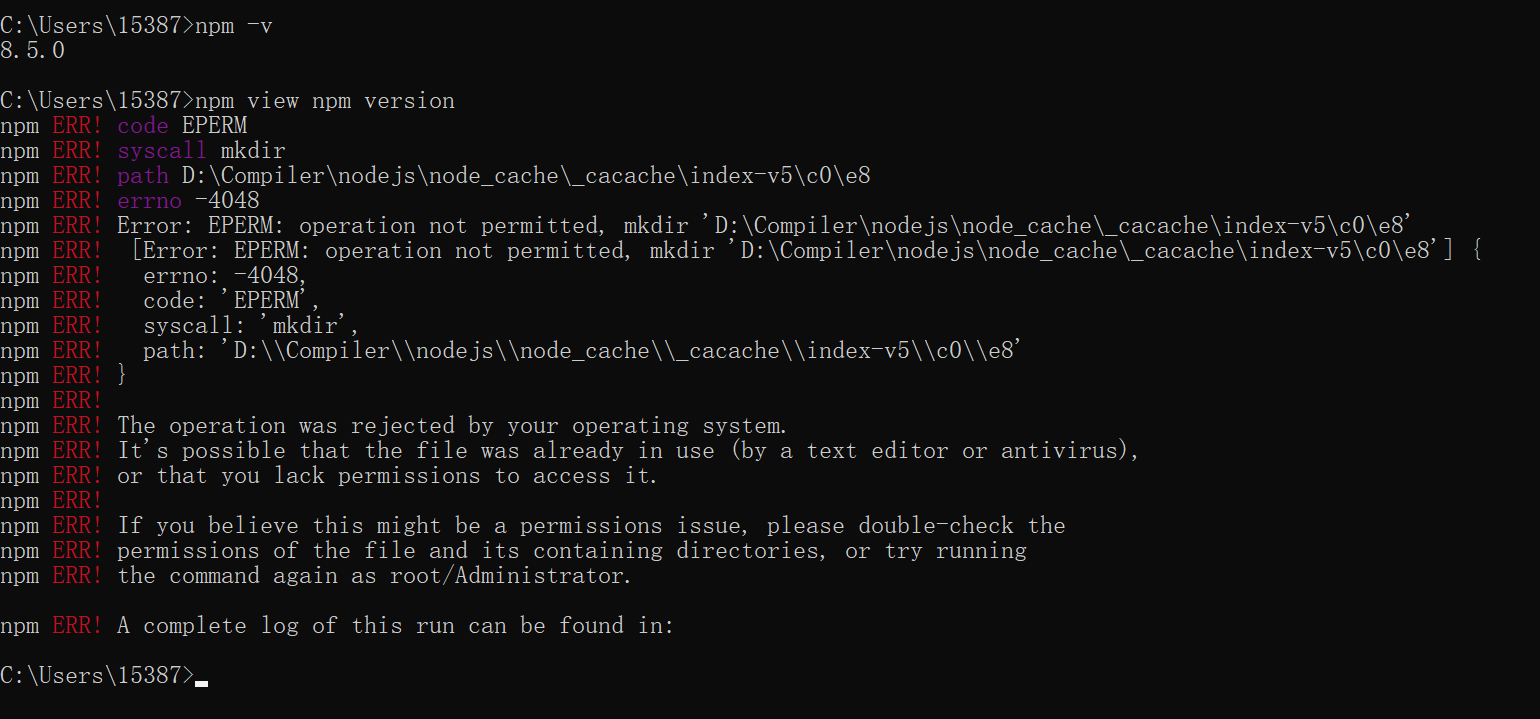 C:\Users\15387>npm -v
8.5.0
C:\Users\15387>npm view npm version
npm ERR! code EPERM
npm ERR! syscall mkdir
npm ERR! path D:\Compiler\nodejs\node_cache\_cacache\index-v5\c0\e8
npm ERR! errno -4048
npm ERR! Error: EPERM: operation not permitted, mkdir 'D:\Compiler\nodejs\node_cache\_cacache\index-v5\c0\e8'
npm ERR!  [Error: EPERM: operation not permitted, mkdir 'D:\Compiler\nodejs\node_cache\_cacache\index-v5\c0\e8'] {
npm ERR!   errno: -4048,
npm ERR!   code: 'EPERM',
npm ERR!   syscall: 'mkdir',
npm ERR!   path: 'D:\\Compiler\\nodejs\\node_cache\\_cacache\\index-v5\\c0\\e8'
npm ERR! }
npm ERR!
npm ERR! The operation was rejected by your operating system.
npm ERR! It's possible that the file was already in use (by a text editor or antivirus),
npm ERR! or that you lack permissions to access it.
npm ERR!
npm ERR! If you believe this might be a permissions issue, please double-check the
npm ERR! permissions of the file and its containing directories, or try running
npm ERR! the command again as root/Administrator.
npm ERR! A complete log of this run can be found in:
C:\Users\15387>